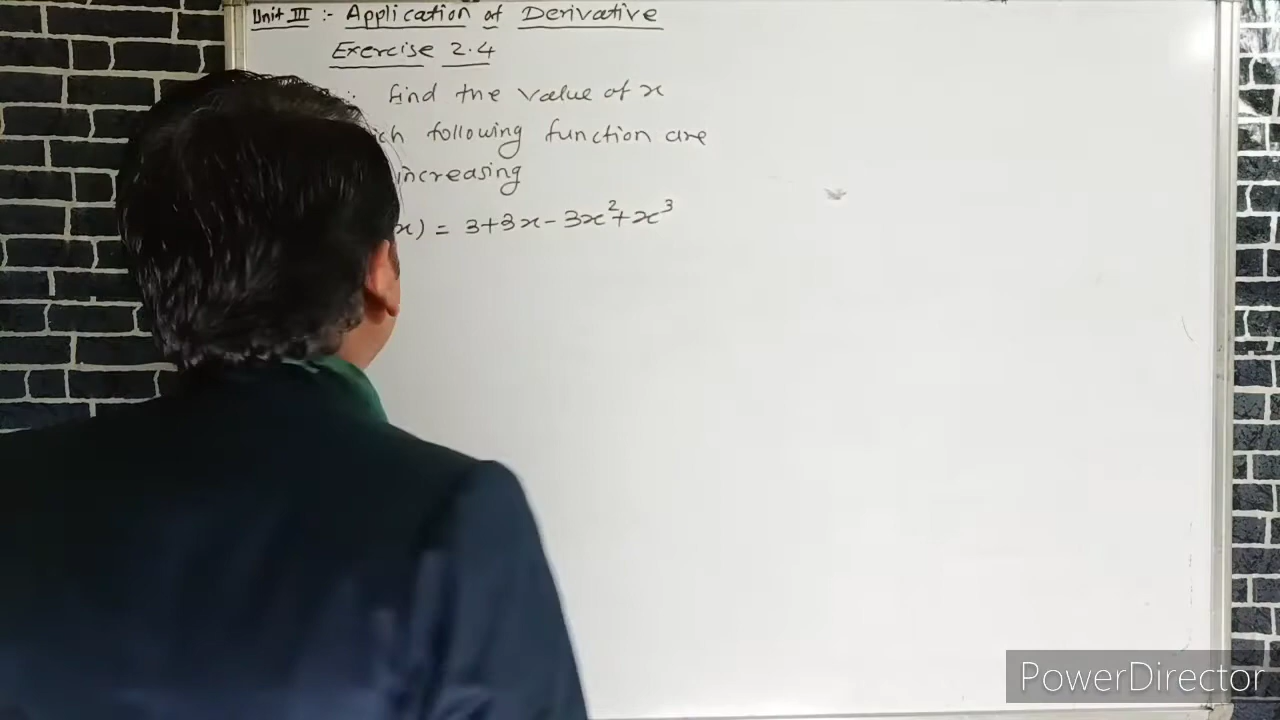 Unit III :- Application of Derivative
Exercise 2.4
find the value of x
ich following function are
increasing
x) = 3+3x-3x²+x³
PowerDirector